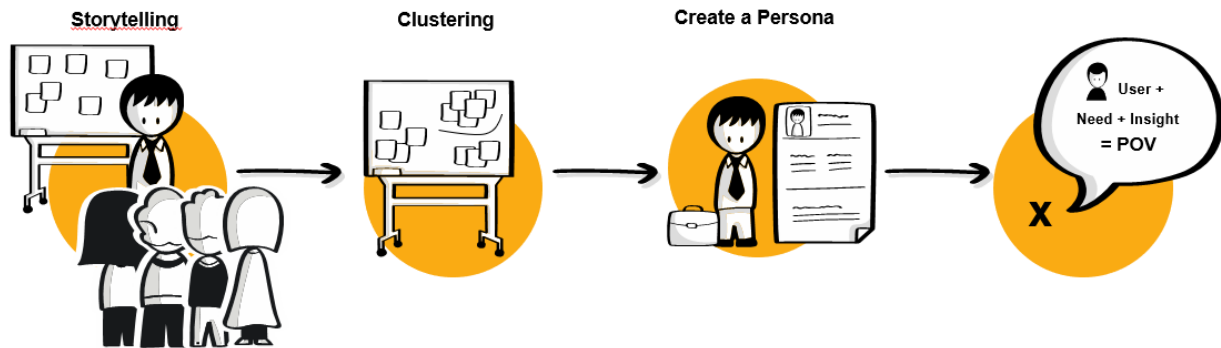 Storytelling
Clustering
Create a Persona
User +
Need + Insight
= POV
X